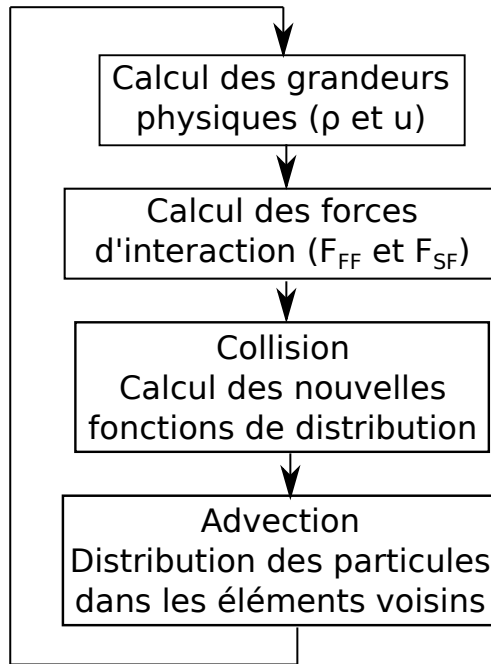 Calcul des grandeurs
physiques (ρ et u)
Calcul des forces
d'interaction (F_FF et F_SF)
Collision
Calcul des nouvelles
fonctions de distribution
Advection
Distribution des particules
dans les éléments voisins